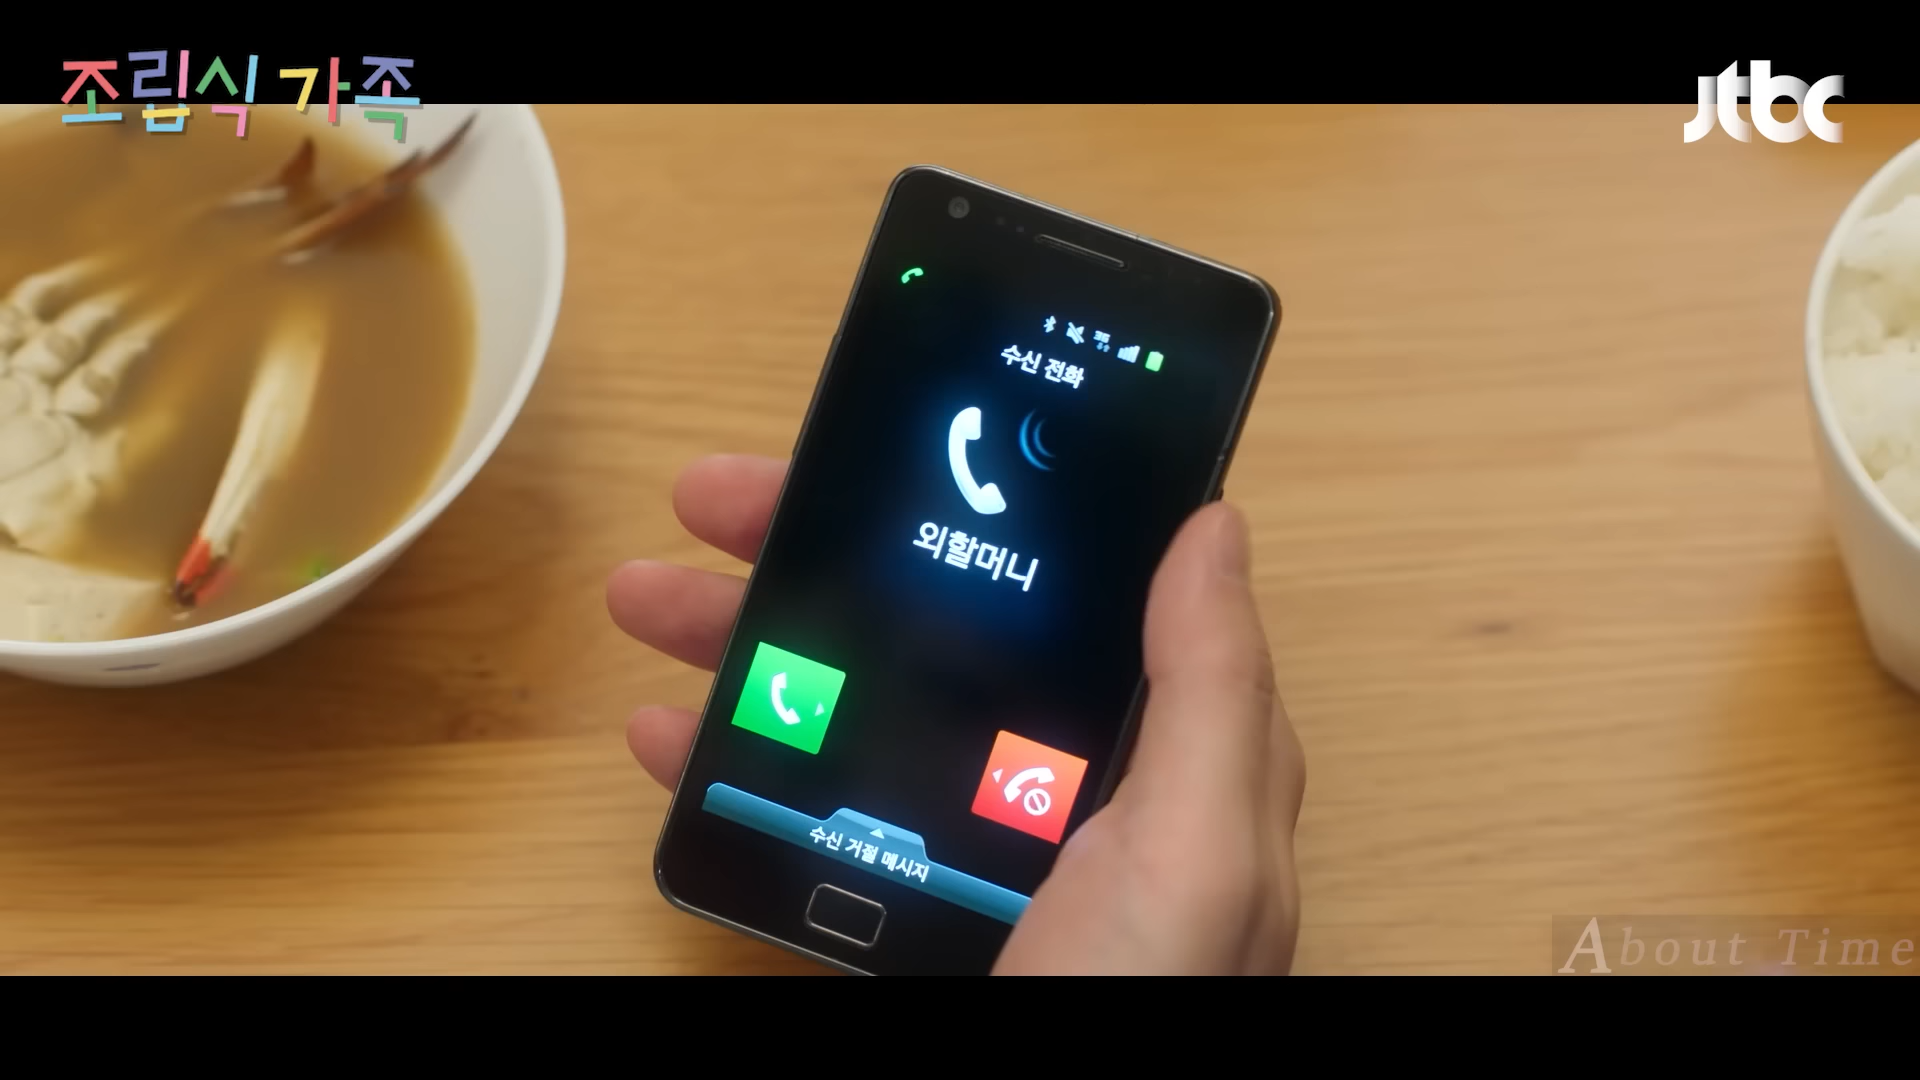 조립식 가족
jtbc
수신 전화
외할머니
수신 거절 메시지
About Time